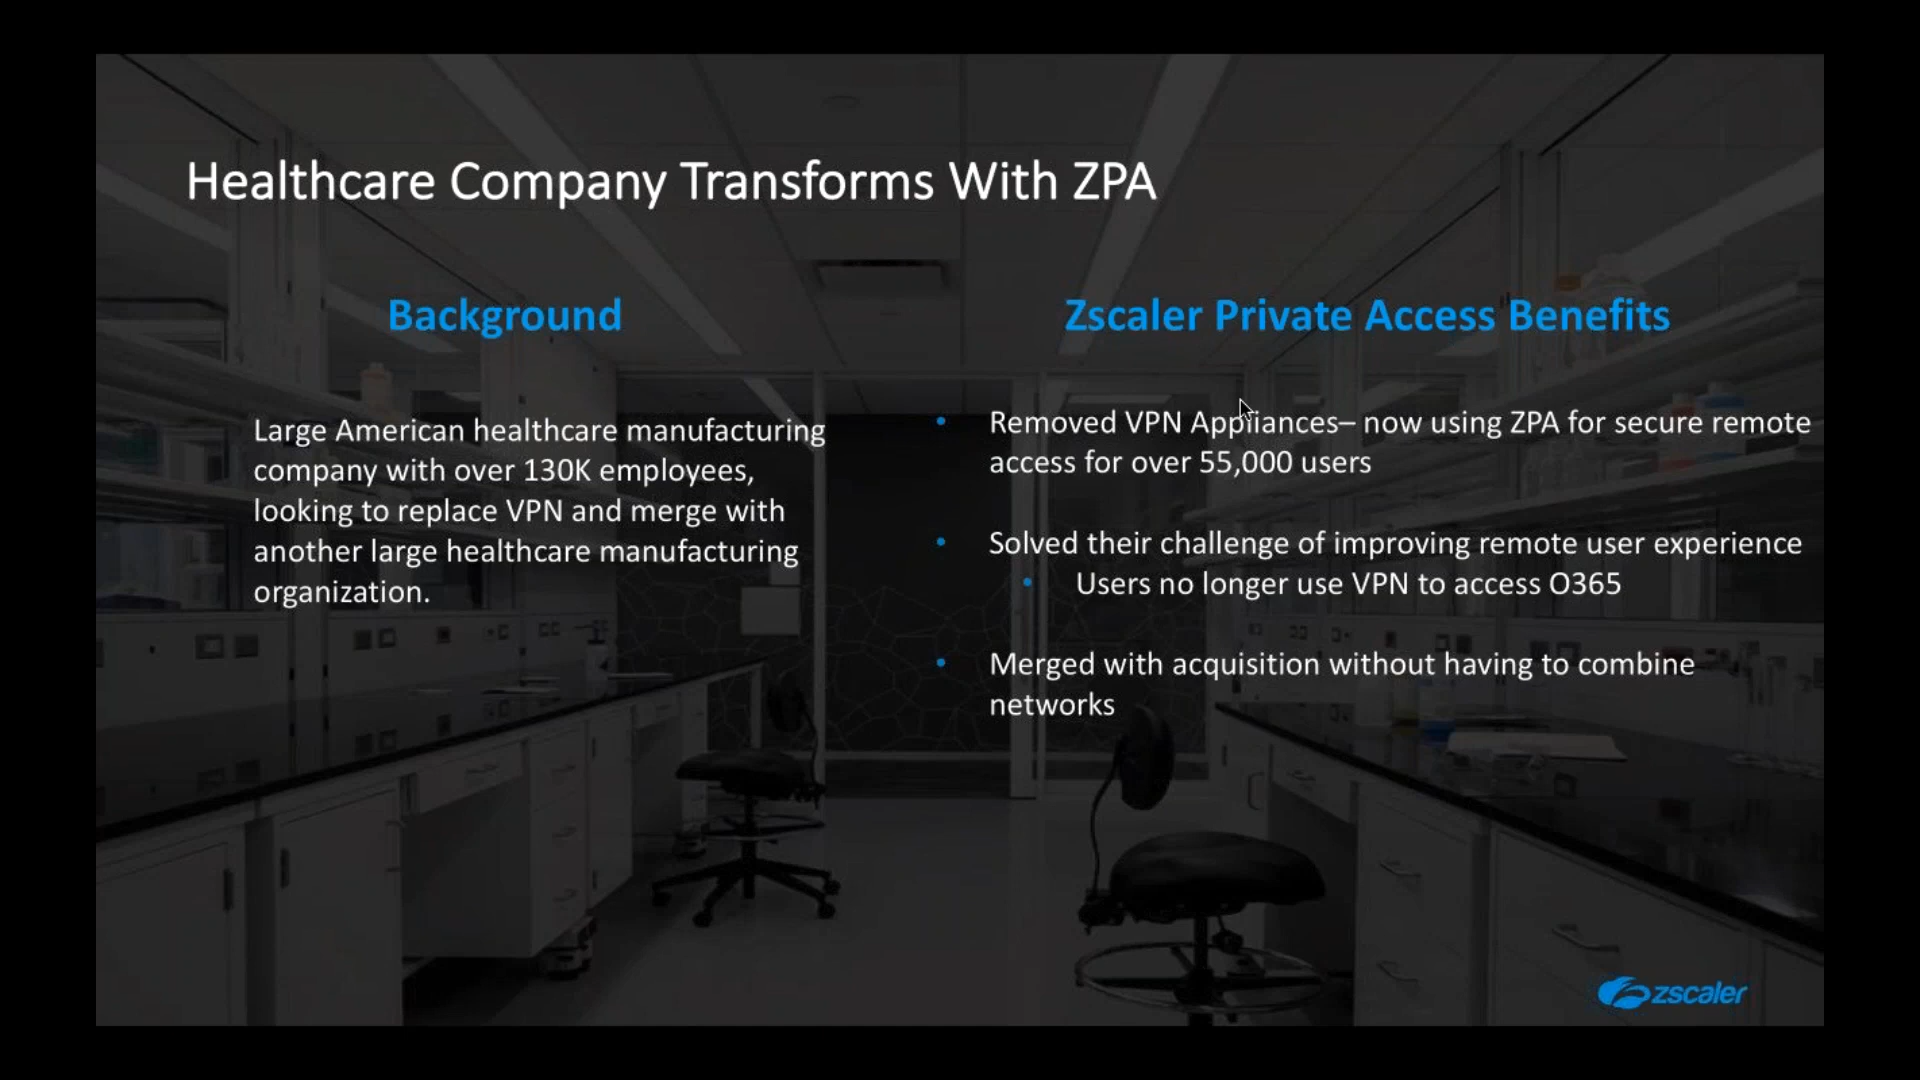 Healthcare Company Transforms With ZPA
Background
Large American healthcare manufacturing
company with over 130K employees,
looking to replace VPN and merge with
another large healthcare manufacturing
organization.
Zscaler Private Access Benefits
• Removed VPN Appliances– now using ZPA for secure remote
access for over 55,000 users
• Solved their challenge of improving remote user experience
• Users no longer use VPN to access O365
• Merged with acquisition without having to combine
networks
zscaler